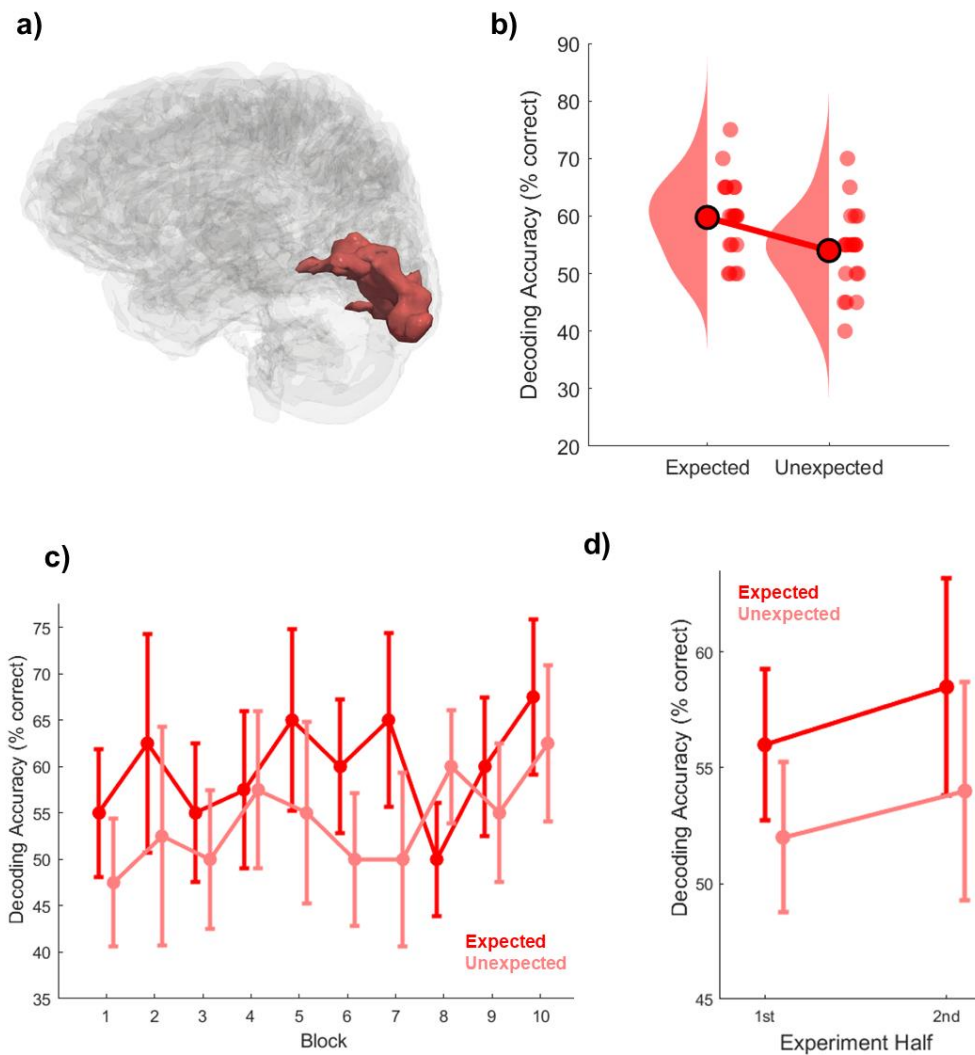 a)
b)
Decoding Accuracy (% correct)
90
80
70
60
50
40
30
20
Expected
Unexpected
c)
Decoding Accuracy (% correct)
75
70
65
60
55
50
45
40
35
1 2 3 4 5 6 7 8 9 10
Block
Expected
Unexpected
d)
Expected
Unexpected
Decoding Accuracy (% correct)
60
55
50
45
1st 2nd
Experiment Half